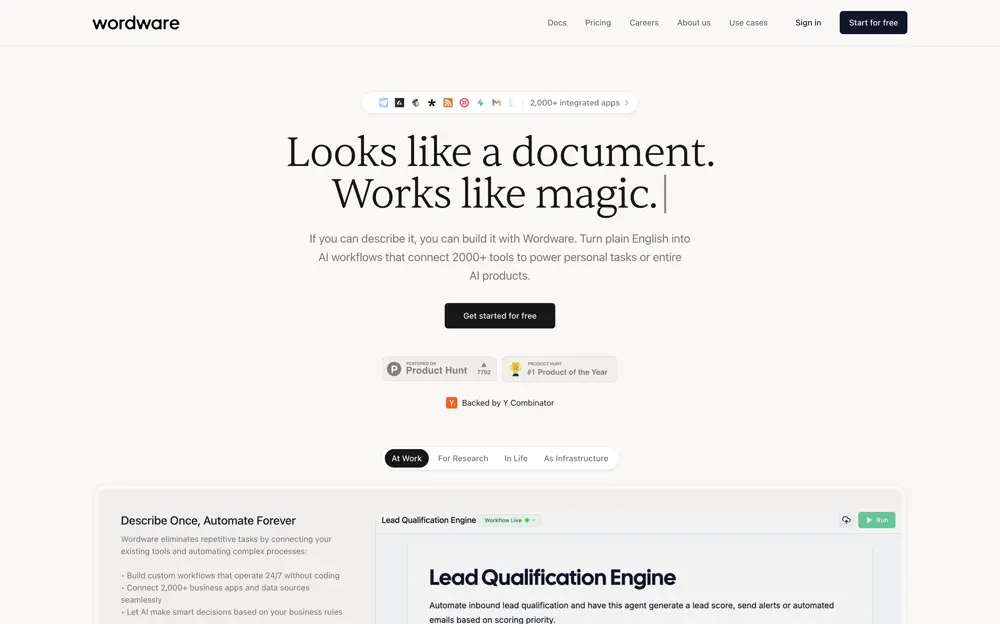 wordware
Docs Pricing Careers About us Use cases Sign in Start for free
2,000+ integrated apps
Looks like a document.
Works like magic.
If you can describe it, you can build it with Wordware. Turn plain English into
AI workflows that connect 2000+ tools to power personal tasks or entire
AI products.
Get started for free
FEATURED ON
Product Hunt
7792
PRODUCT HUNT
#1 Product of the Year
Y Backed by Y Combinator
At Work For Research In Life As Infrastructure
Describe Once, Automate Forever
Wordware eliminates repetitive tasks by connecting your
existing tools and automating complex processes:
• Build custom workflows that operate 24/7 without coding
• Connect 2,000+ business apps and data sources
seamlessly
• Let AI make smart decisions based on your business rules
Lead Qualification Engine Workflow Live Run
Lead Qualification Engine
Automate inbound lead qualification and have this agent generate a lead score, send alerts or automated
emails based on scoring priority.